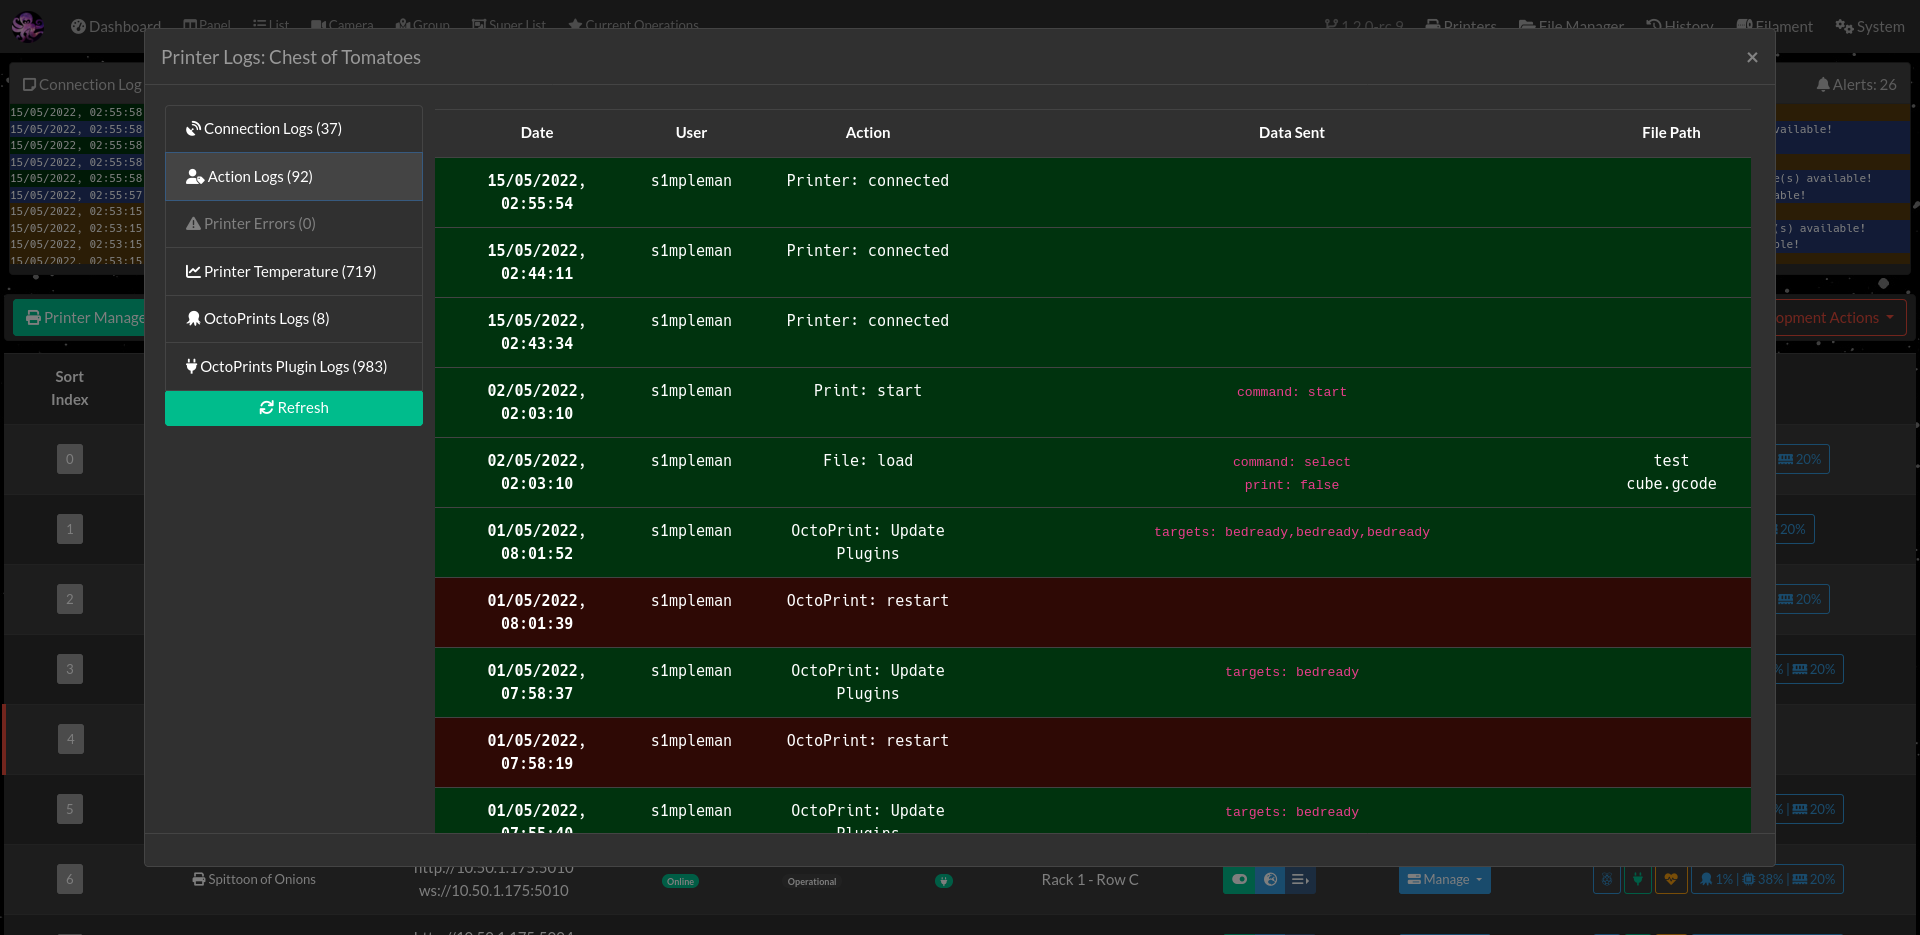 Dashboard
Panel
List
Camera
Group
Super List
Current Operations
1.2.0-rc.9
Printers
File Manager
History
Filament
System
Printer Logs: Chest of Tomatoes
×
Connection Log
Alerts: 26
15/05/2022, 02:55:58
15/05/2022, 02:55:58
15/05/2022, 02:55:58
15/05/2022, 02:55:58
15/05/2022, 02:55:58
15/05/2022, 02:55:57
15/05/2022, 02:53:15
15/05/2022, 02:53:15
15/05/2022, 02:53:15
15/05/2022, 02:53:15
available!
e(s) available!
able!
(s) available!
ble!
Printer Manage
opment Actions
Connection Logs (37)
Action Logs (92)
Printer Errors (0)
Printer Temperature (719)
OctoPrints Logs (8)
OctoPrints Plugin Logs (983)
Refresh
Date User Action Data Sent File Path
15/05/2022, s1mpleman Printer: connected
02:55:54
15/05/2022, s1mpleman Printer: connected
02:44:11
15/05/2022, s1mpleman Printer: connected
02:43:34
02/05/2022, s1mpleman Print: start command: start
02:03:10
02/05/2022, s1mpleman File: load command: select test
02:03:10 print: false cube.gcode
01/05/2022, s1mpleman OctoPrint: Update targets: bedready,bedready,bedready
08:01:52 Plugins
01/05/2022, s1mpleman OctoPrint: restart
08:01:39
01/05/2022, s1mpleman OctoPrint: Update targets: bedready
07:58:37 Plugins
01/05/2022, s1mpleman OctoPrint: restart
07:58:19
01/05/2022, s1mpleman OctoPrint: Update targets: bedready
07:55:40 Plugins
Sort
Index
0
20%
1
20%
2
20%
3
% | 20%
4
5
% | 20%
6
Spittoon of Onions
http://10.50.1.175:5010
ws://10.50.1.175:5010
Online
Operational
Rack 1 - Row C
Manage
1% | 38% | 20%